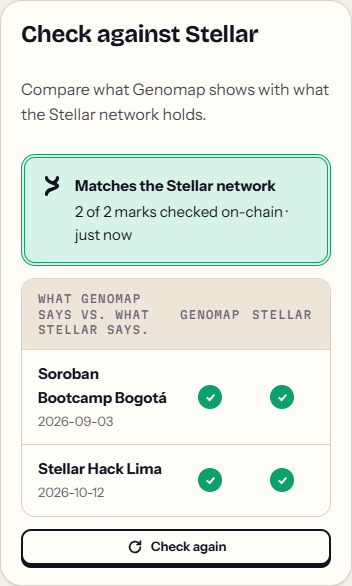 Check against Stellar
Compare what Genomap shows with what
the Stellar network holds.
Matches the Stellar network
2 of 2 marks checked on-chain ·
just now
WHAT GENOMAP
SAYS VS. WHAT
STELLAR SAYS.
GENOMAP STELLAR
Soroban
Bootcamp Bogotá
2026-09-03
Stellar Hack Lima
2026-10-12
Check again